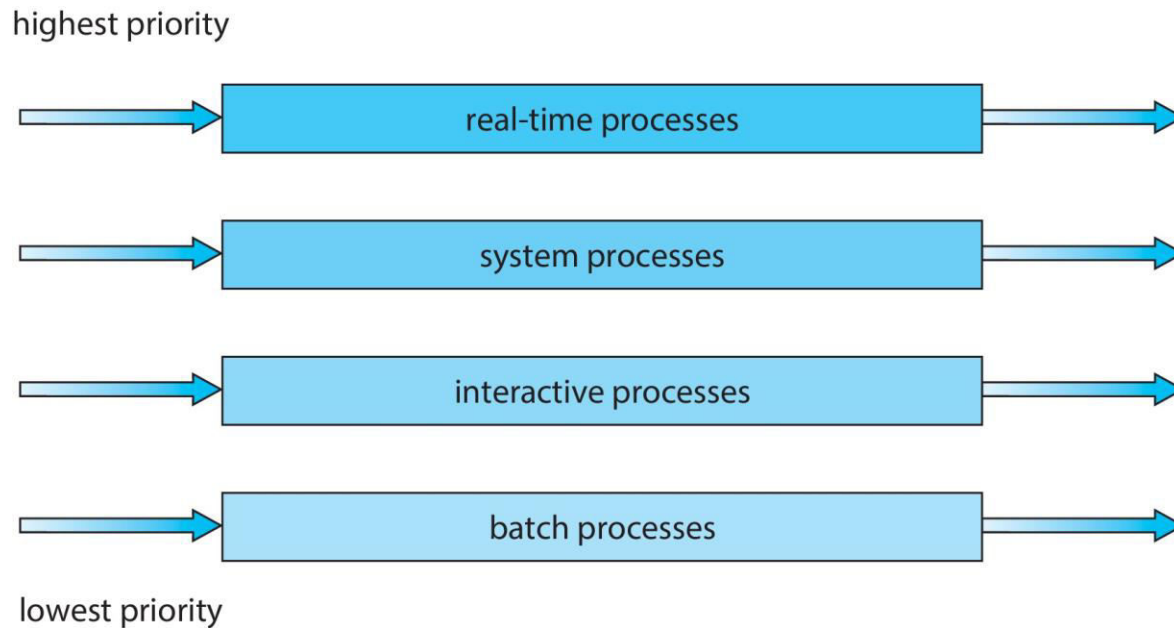 highest priority
real-time processes
system processes
interactive processes
batch processes
lowest priority